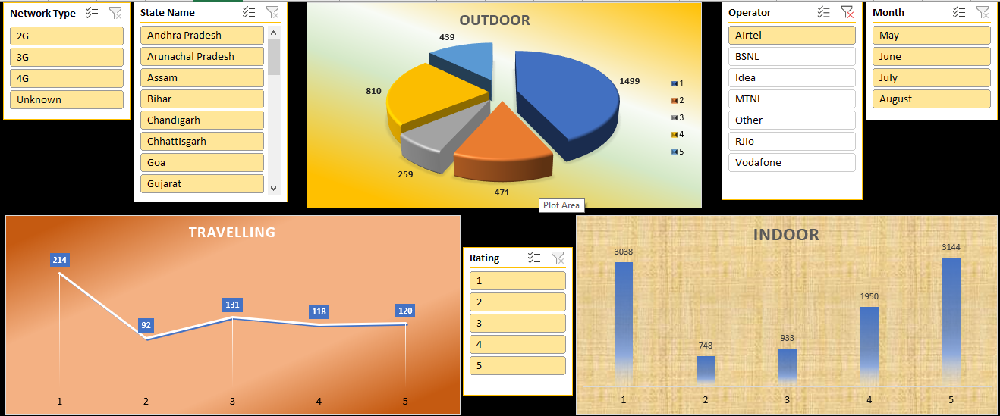 Network Type
2G
3G
4G
Unknown
State Name
Andhra Pradesh
Arunachal Pradesh
Assam
Bihar
Chandigarh
Chhattisgarh
Goa
Gujarat
OUTDOOR
439
1499
810
259
471
1
2
3
4
5
Plot Area
Operator
Airtel
BSNL
Idea
MTNL
Other
RJio
Vodafone
Month
May
June
July
August
TRAVELLING
214
92
131
118
120
1 2 3 4 5
Rating
1
2
3
4
5
INDOOR
3038
748
933
1950
3144
1 2 3 4 5